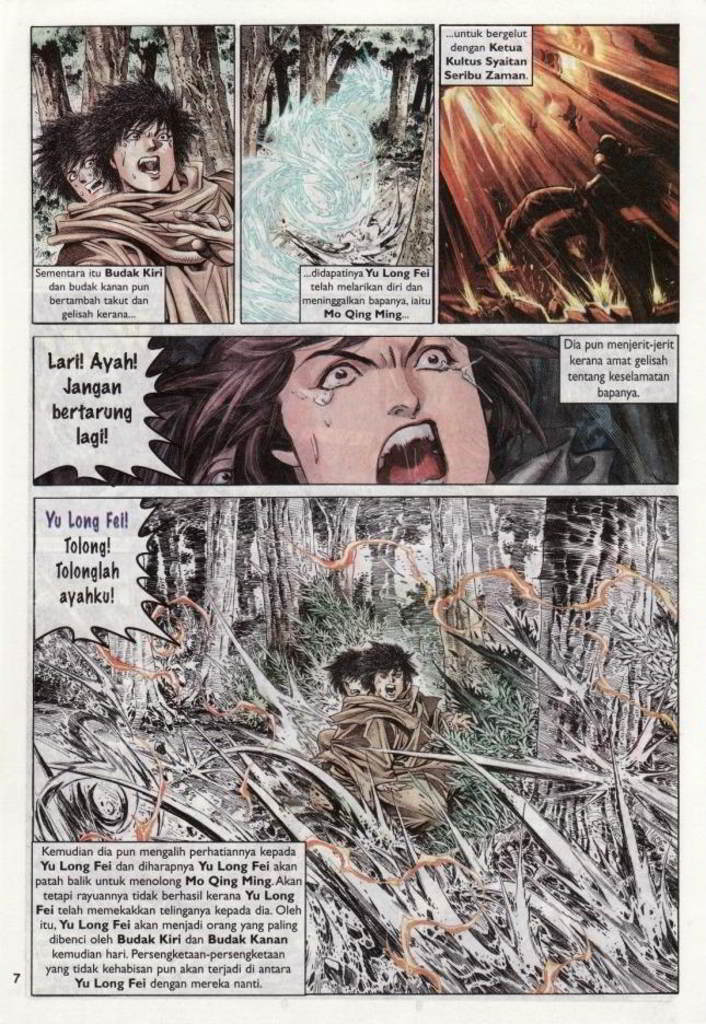 Sementara itu Budak Kiri
dan budak kanan pun
bertambah takut dan
gelisah kerana...
...didapatinya Yu Long Fei
telah melarikan diri dan
meninggalkan bapanya, iaitu
Mo Qing Ming...
...untuk bergelut
dengan Ketua
Kultus Syaitan
Seribu Zaman.
Lari! Ayah!
Jangan
bertarung
lagi!
Dia pun menjerit-jerit
kerana amat gelisah
tentang keselamatan
bapanya.
Yu Long Fei!
Tolong!
Tolonglah
ayahku!
Kemudian dia pun mengalih perhatiannya kepada
Yu Long Fei dan diharapnya Yu Long Fei akan
patah balik untuk menolong Mo Qing Ming. Akan
tetapi rayuannya tidak berhasil kerana Yu Long
Fei telah memekakkan telinganya kepada dia. Oleh
itu, Yu Long Fei akan menjadi orang yang paling
dibenci oleh Budak Kiri dan Budak Kanan
kemudian hari. Persengketaan-persengketaan
yang tidak kehabisan pun akan terjadi di antara
Yu Long Fei dengan mereka nanti.
7